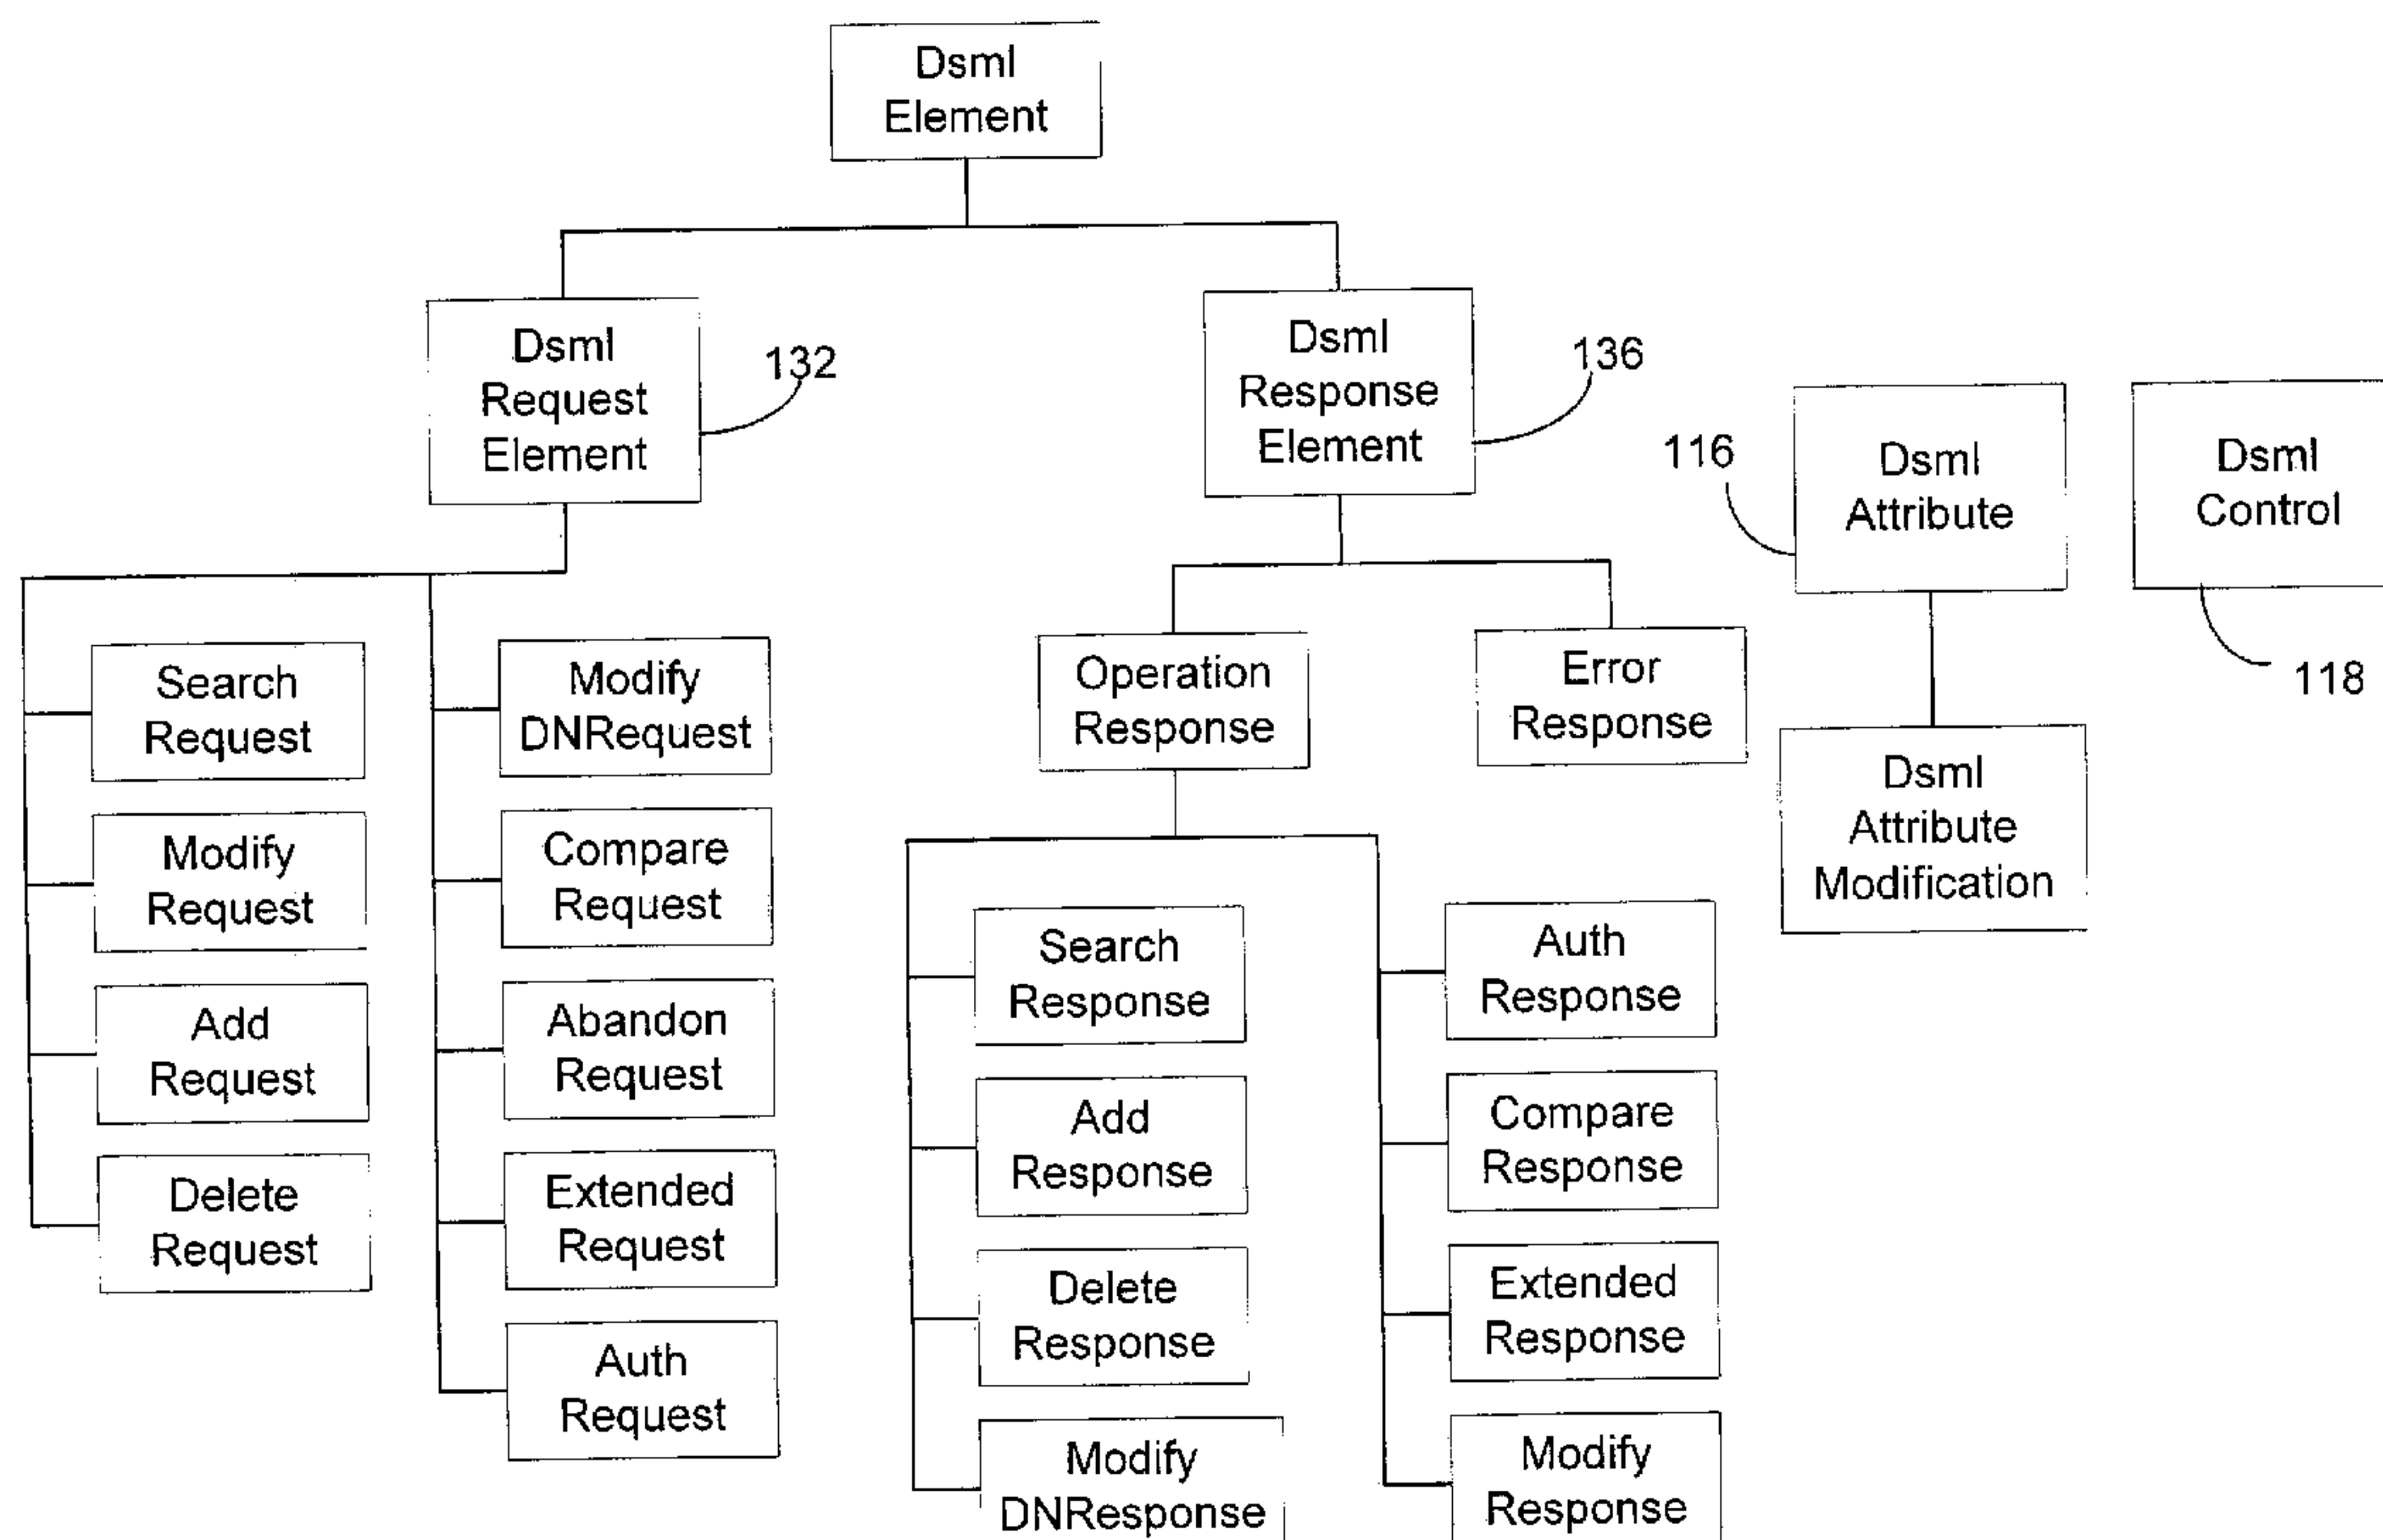 Dsml
Element
Dsml
Request
Element
132
Dsml
Response
Element
136
116
Dsml
Attribute
Dsml
Control
118
Search
Request
Modify
DNRequest
Operation
Response
Error
Response
Dsml
Attribute
Modification
Modify
Request
Compare
Request
Add
Request
Abandon
Request
Delete
Request
Extended
Request
Auth
Request
Search
Response
Auth
Response
Add
Response
Compare
Response
Delete
Response
Extended
Response
Modify
DNResponse
Modify
Response